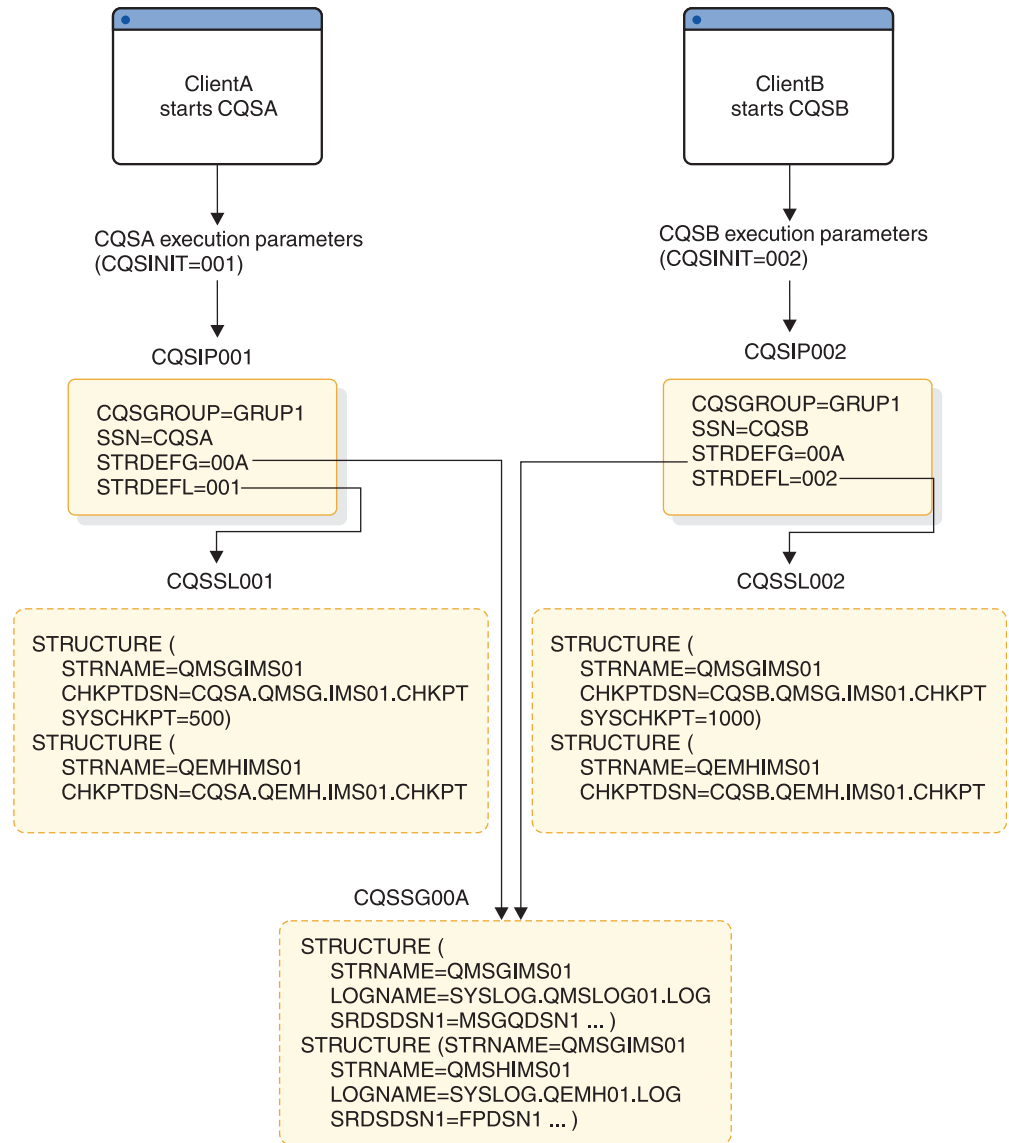 ClientA
starts CQSA
ClientB
starts CQSB
CQSA execution parameters
(CQSINIT=001)
CQSB execution parameters
(CQSINIT=002)
CQSIP001
CQSIP002
CQSGROUP=GRUP1
SSN=CQSA
STRDEFG=00A
STRDEFL=001
CQSGROUP=GRUP1
SSN=CQSB
STRDEFG=00A
STRDEFL=002
CQSSL001
CQSSL002
STRUCTURE (
STRNAME=QMSGIMS01
CHKPTDSN=CQSA.QMSG.IMS01.CHKPT
SYSCHKPT=500)
STRUCTURE (
STRNAME=QEMHIMS01
CHKPTDSN=CQSA.QEMH.IMS01.CHKPT
STRUCTURE (
STRNAME=QMSGIMS01
CHKPTDSN=CQSB.QMSG.IMS01.CHKPT
SYSCHKPT=1000)
STRUCTURE (
STRNAME=QEMHIMS01
CHKPTDSN=CQSB.QEMH.IMS01.CHKPT
CQSSG00A
STRUCTURE (
STRNAME=QMSGIMS01
LOGNAME=SYSLOG.QMSLOG01.LOG
SRDSDSN1=MSGQDSN1 ... )
STRUCTURE (STRNAME=QMSGIMS01
STRNAME=QMSHIMS01
LOGNAME=SYSLOG.QEMH01.LOG
SRDSDSN1=FPDSN1 ... )